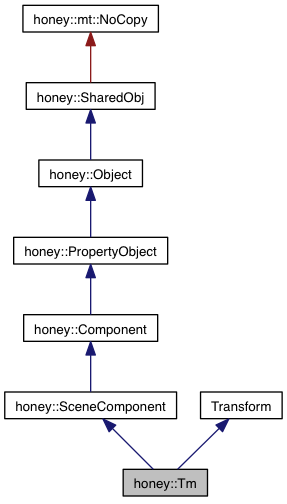 honey::mt::NoCopy
honey::SharedObj
honey::Object
honey::PropertyObject
honey::Component
honey::SceneComponent
Transform
honey::Tm